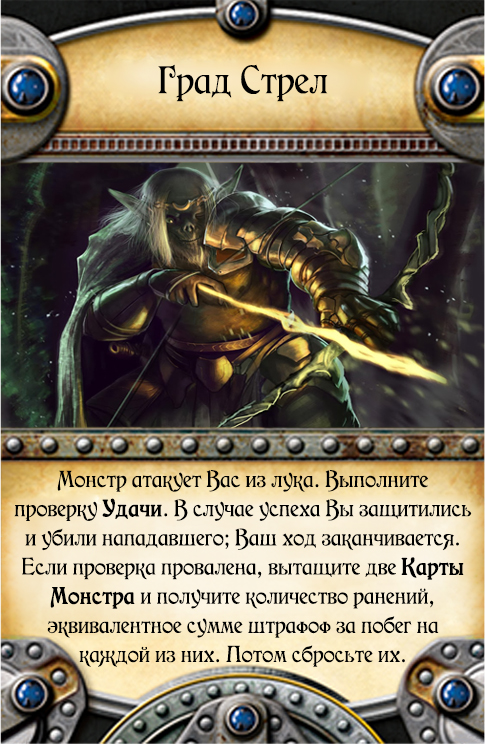 Град Стрел
Монстр атакует Вас из лука. Выполните
проверку Удачи. В случае успеха Вы защитились
и убили нападавшего; Ваш ход заканчивается.
Если проверка провалена, вытащите две Карты
Монстра и получите количество ранений,
эквивалентное сумме штрафоф за побег на
каждой из них. Потом сбросьте их.